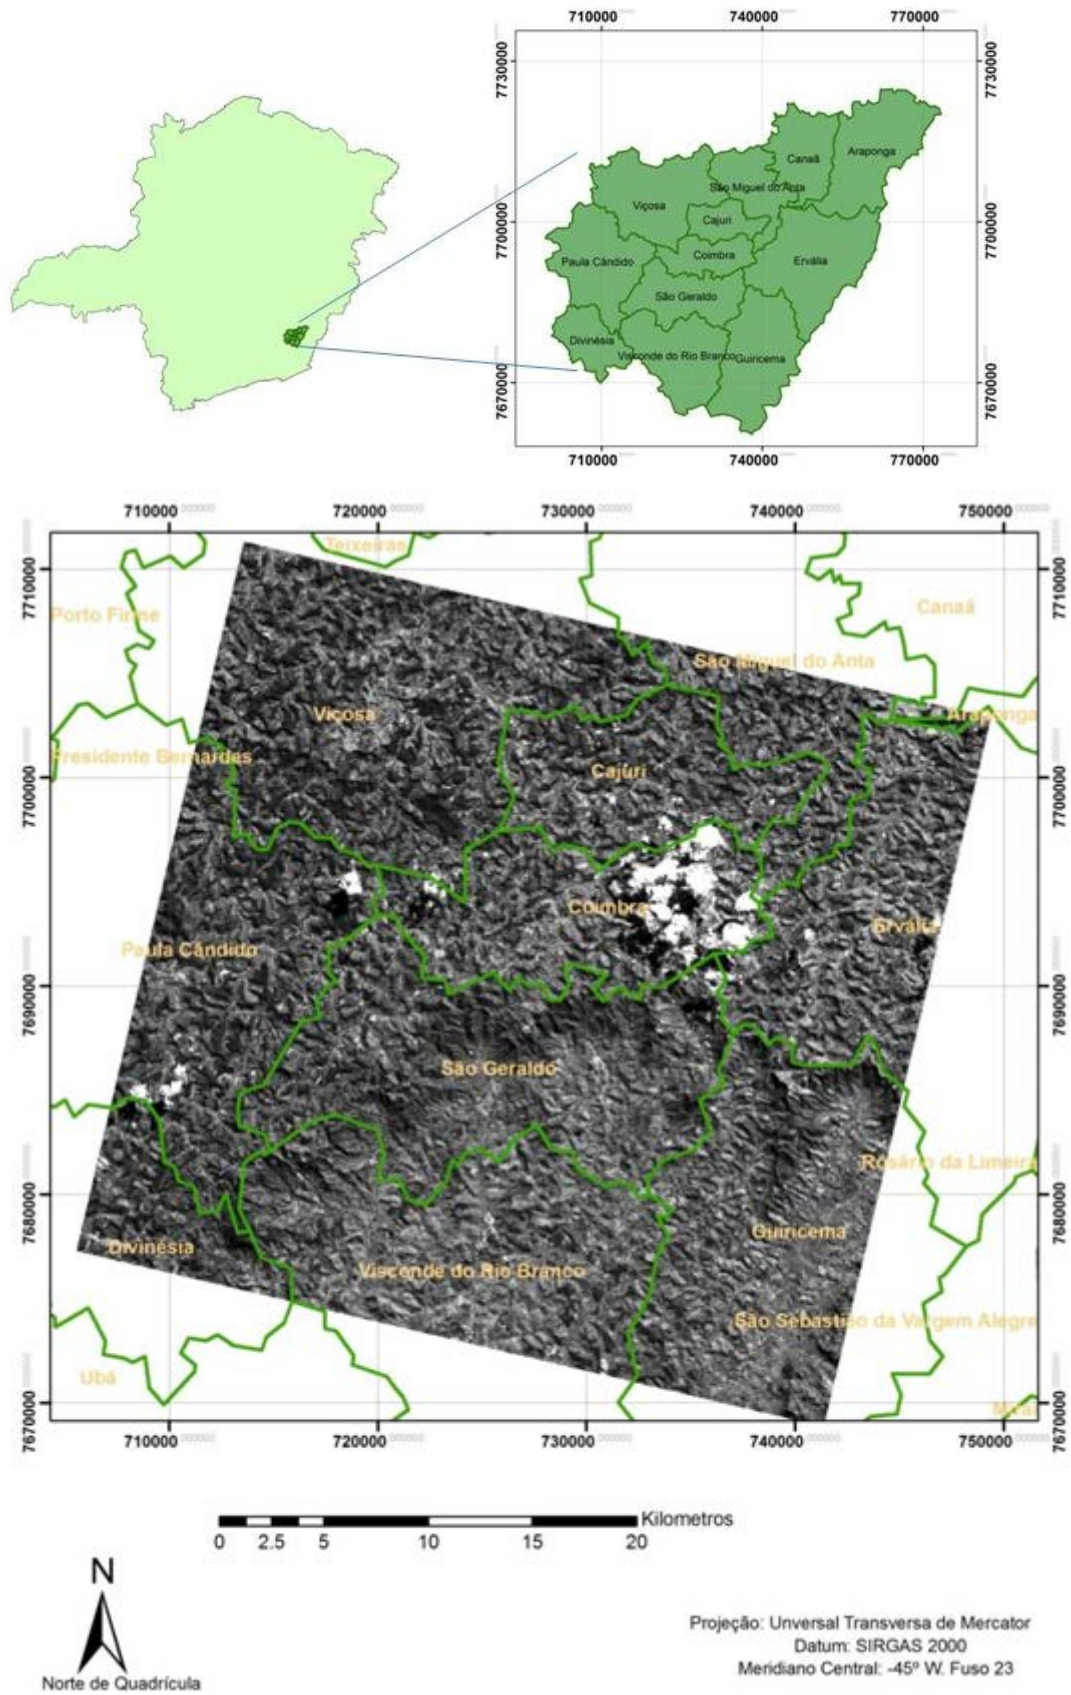 710000 740000 770000
7730000 7730000
Araponga
Canaã
São Miguel do Anta
Viçosa
Cajuri
7700000 7700000
Coimbra
Paula Cândido
Ervália
São Geraldo
Divinésia
Visconde do Rio Branco
Guiricema
7670000 7670000
710000 740000 770000
710000 720000 730000 740000 750000
Teixeiras
7710000 7710000
Porto Firme
Canaã
São Miguel do Anta
Viçosa
Araponga
Presidente Bernardes
Cajuri
7700000 7700000
Coimbra
Ervália
Paula Cândido
7690000 7690000
São Geraldo
Rosário da Limeira
7680000 7680000
Guiricema
Divinésia
Visconde do Rio Branco
São Sebastião da Vargem Alegre
Ubá
Miraí
7670000 7670000
710000 720000 730000 740000 750000
Kilometros
0 2.5 5 10 15 20
N
Norte de Quadrícula
Projeção: Unversal Transversa de Mercator
Datum: SIRGAS 2000
Meridiano Central: -45º W. Fuso 23